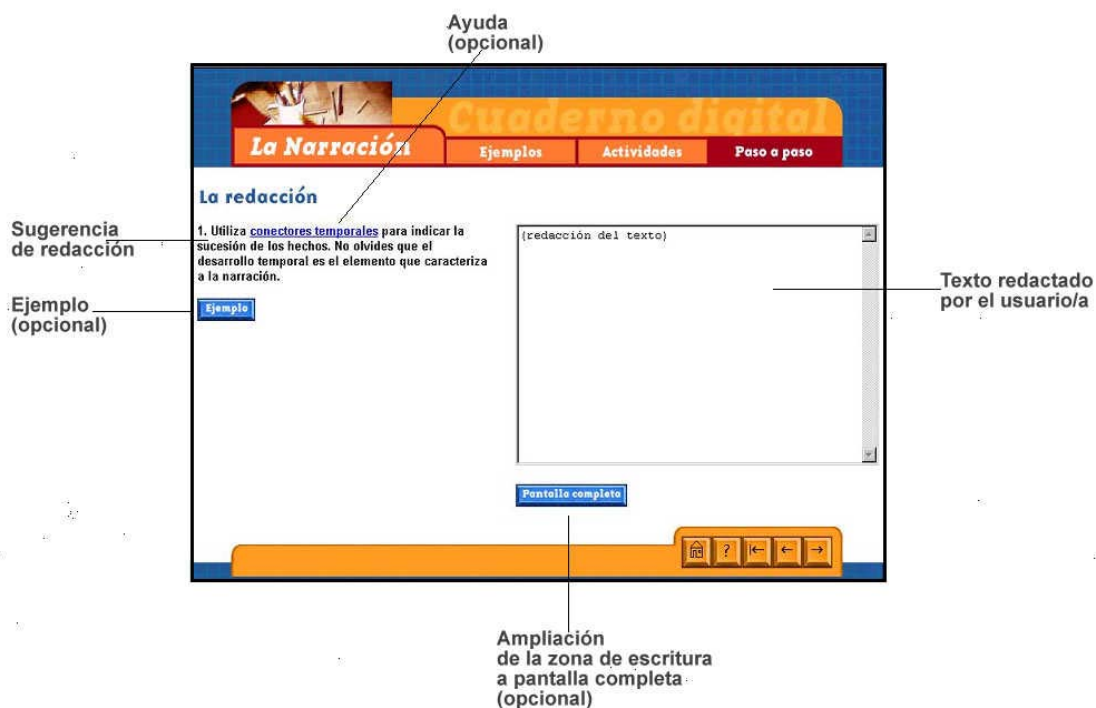 Ayuda
(opcional)
Cuaderno digital
La Narración
Ejemplos
Actividades
Paso a paso
La redacción
Sugerencia
de redacción
1. Utiliza conectores temporales para indicar la
sucesión de los hechos. No olvides que el
desarrollo temporal es el elemento que caracteriza
a la narración.
(redacción del texto)
Texto redactado
por el usuario/a
Ejemplo
(opcional)
Ejemplo
Pantalla completa
?
Ampliación
de la zona de escritura
a pantalla completa
(opcional)